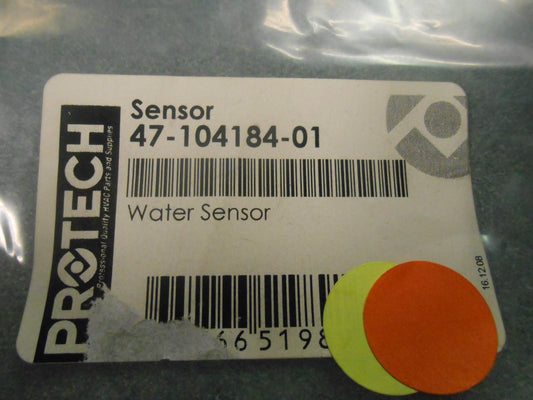 Sensor
47-104184-01
Water Sensor
665198
PROTECH
Professional Quality HVAC Parts and Supplies
16.12.08